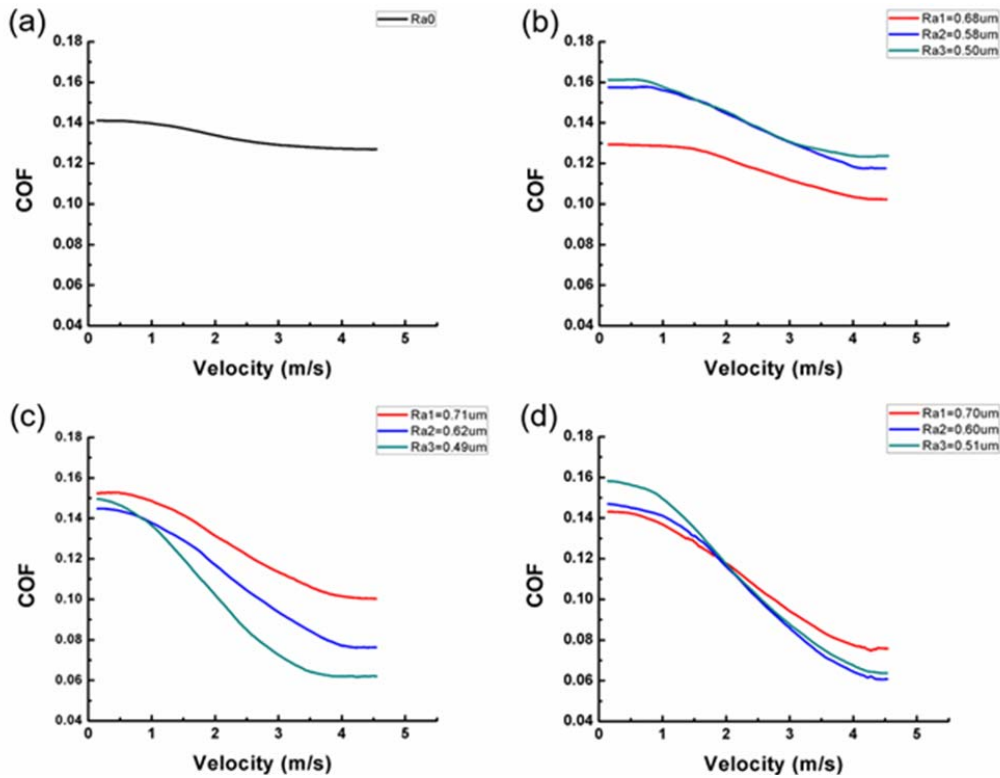 (a)
Ra0
0.18
0.16
0.14
0.12
0.10
0.08
0.06
0.04
COF
0 1 2 3 4 5
Velocity (m/s)
(b)
Ra1=0.68um
Ra2=0.58um
Ra3=0.50um
0.18
0.16
0.14
0.12
0.10
0.08
0.06
0.04
COF
0 1 2 3 4 5
Velocity (m/s)
(c)
Ra1=0.71um
Ra2=0.62um
Ra3=0.49um
0.18
0.16
0.14
0.12
0.10
0.08
0.06
0.04
COF
0 1 2 3 4 5
Velocity (m/s)
(d)
Ra1=0.70um
Ra2=0.60um
Ra3=0.51um
0.18
0.16
0.14
0.12
0.10
0.08
0.06
0.04
COF
0 1 2 3 4 5
Velocity (m/s)